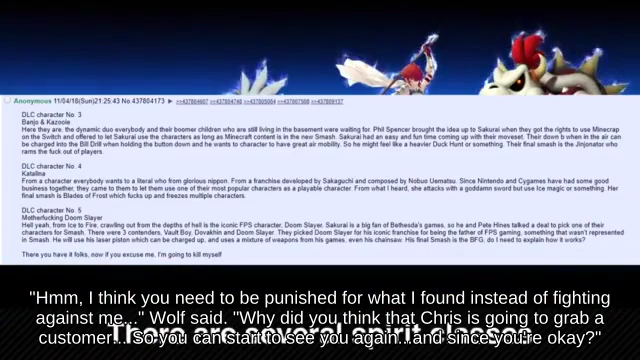 Anonymous 11/04/18(Sun)21:25:43 No.437804173
DLC character No. 3
Banjo & Kazooie
Here they are, the dynamic duo everybody and their boomer children who are still living in the basement were waiting for. Phil Spencer brought the idea up to Sakurai when they got the rights to use Minecrap
on the Switch and offered to let Sakurai use the characters as long as Minecraft content is in the new Smash. Sakurai had an easy and fun time coming up with their moveset. Their down b when in the air can
be charged into the Bill Drill when holding the button and he wants to character to have great air mobility. So he might feel like a heavier Duck Hunt or something. Their final smash is the Jinjonator who
rams the fuck out of players.
DLC character No. 4
Katalina
From a character everybody wants to a literal who from glorious nippon. From a franchise developed by Sakaguchi and composed by Nobuo Uematsu. Since Nintendo and Cygames have had some good
business together, they came to them to let them use one of their most popular characters as a playable character. From what I hear, she attacks with a goddamn sword but use Ice magic or something. Her
final smash is Blades of Frost which fucks up and freezes multiple characters.
DLC character No. 5
Motherfucking Doom Slayer
Hell yeah, from Ice to Fire, crawling out from the depths of hell is the iconic FPS character, Doom Slayer. Sakurai is a big fan of Bethesda's games, so he and Pete Hines talked a deal to pick one of their
characters for Smash. There were 3 contenders, Vault Boy, Dovakhin and Doom Slayer. They picked Doom Slayer for his iconic franchise for being the father of FPS gaming, something that wasn't represented
in Smash. He will use his laser piston which can be charged up, and uses a mixture of weapons from his games, even his chainsaw. His final Smash is the BFG, do I need to explain how it works?
There you have it folks, now if you excuse me, I'm going to kill myself
"Hmm, I think you need to be punished for what I found instead of fighting
against me..." Wolf said. "Why did you think that Chris is going to grab a
There are several spirit classes
customer... So you can start to see you again...and since you're okay?"